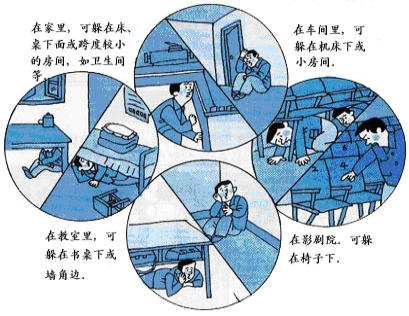 在家里，可躲在床、
桌下面或跨度较小
的房间，如卫生间
等.
在车间里，可
躲在机床下或
小房间.
在教室里，可
躲在书桌下或
墙角边.
在影剧院.可躲
在椅子下.
2
4